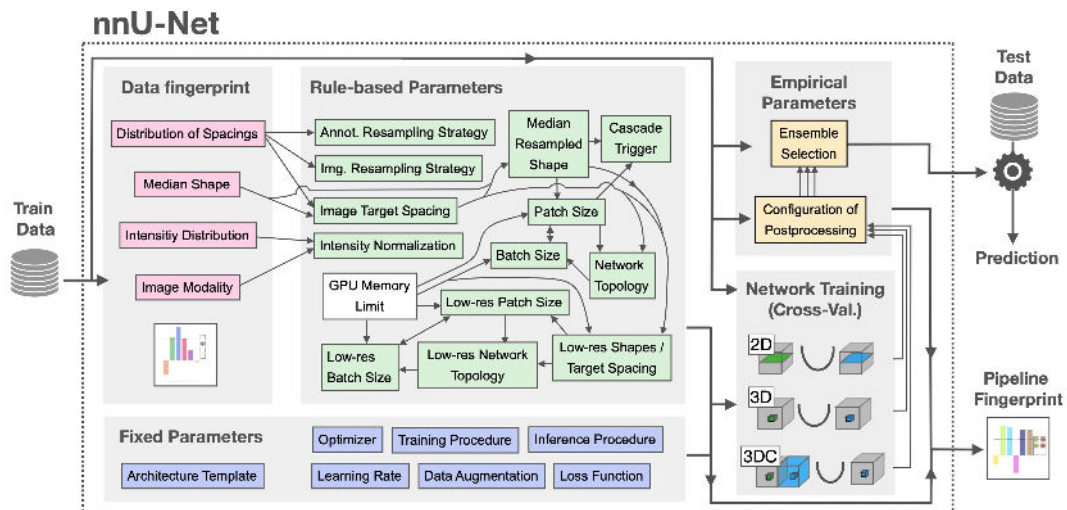 nnU-Net
Train
Data
Data fingerprint
Distribution of Spacings
Median Shape
Intensitiy Distribution
Image Modality
Rule-based Parameters
Annot. Resampling Strategy
Img. Resampling Strategy
Image Target Spacing
Intensity Normalization
Median
Resampled
Shape
Cascade
Trigger
Patch Size
Batch Size
Network
Topology
GPU Memory
Limit
Low-res Patch Size
Low-res
Batch Size
Low-res Network
Topology
Low-res Shapes /
Target Spacing
Fixed Parameters
Optimizer
Training Procedure
Inference Procedure
Architecture Template
Learning Rate
Data Augmentation
Loss Function
Empirical
Parameters
Ensemble
Selection
Configuration of
Postprocessing
Network Training
(Cross-Val.)
2D
3D
3DC
Test
Data
Prediction
Pipeline
Fingerprint